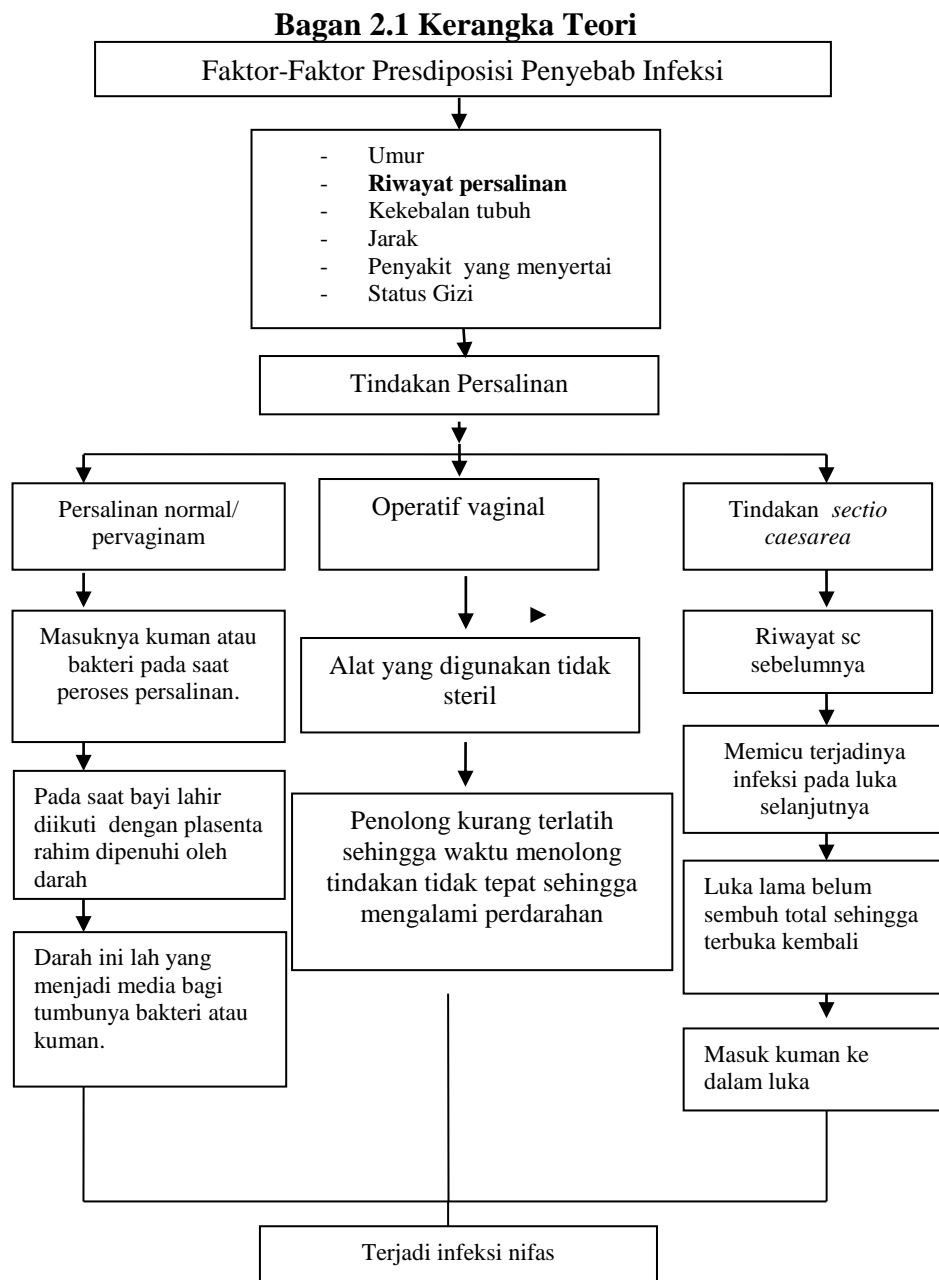 Bagan 2.1 Kerangka Teori
Faktor-Faktor Presdiposisi Penyebab Infeksi
- Umur
- Riwayat persalinan
- Kekebalan tubuh
- Jarak
- Penyakit yang menyertai
- Status Gizi
Tindakan Persalinan
Persalinan normal/
pervaginam
Masuknya kuman atau
bakteri pada saat
peroses persalinan.
Pada saat bayi lahir
diikuti dengan plasenta
rahim dipenuhi oleh
darah
Darah ini lah yang
menjadi media bagi
tumbunya bakteri atau
kuman.
Operatif vaginal
Alat yang digunakan tidak
steril
Penolong kurang terlatih
sehingga waktu menolong
tindakan tidak tepat sehingga
mengalami perdarahan
Tindakan sectio
caesarea
Riwayat sc
sebelumnya
Memicu terjadinya
infeksi pada luka
selanjutnya
Luka lama belum
sembuh total sehingga
terbuka kembali
Masuk kuman ke
dalam luka
Terjadi infeksi nifas